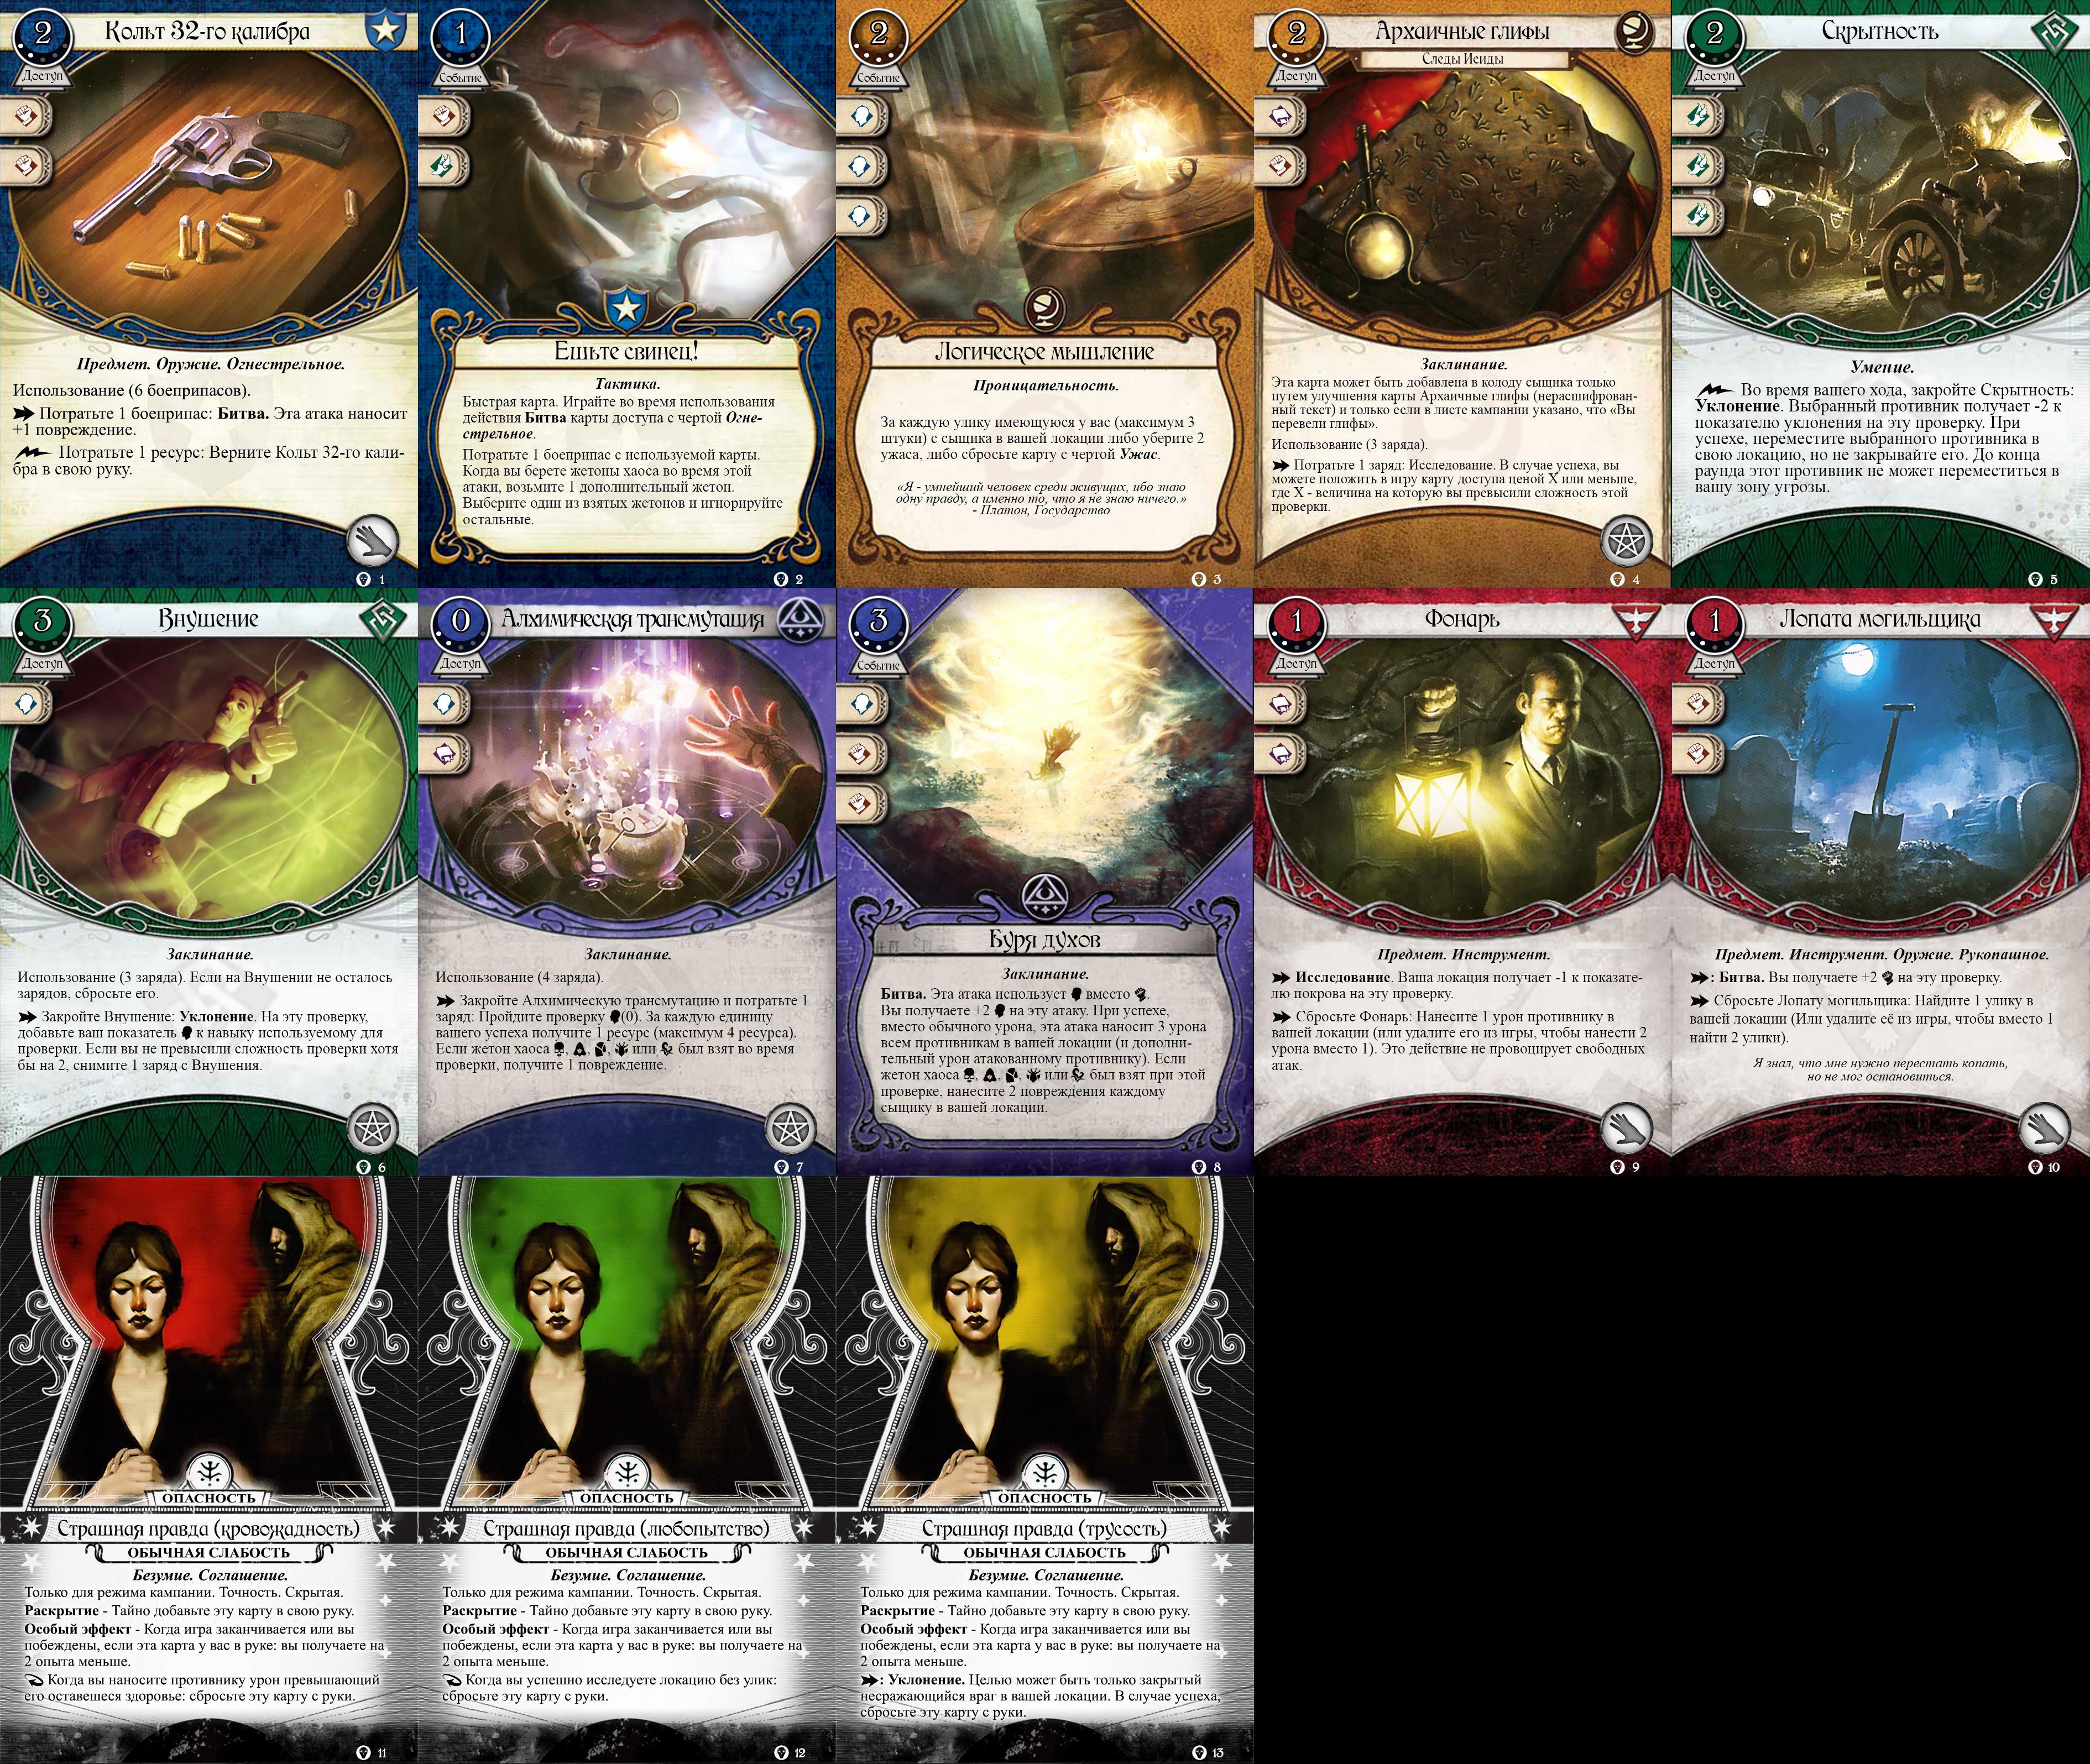 2
Кольт 32-го калибра
Доступ
Предмет. Оружие. Огнестрельное.
Использование (6 боеприпасов).
Потратьте 1 боеприпас: Битва. Эта атака наносит
+1 повреждение.
Потратьте 1 ресурс: Верните Кольт 32-го кали-
бра в свою руку.
1
1
Событие
Ешьте свинец!
Тактика.
Быстрая карта. Играйте во время использования
действия Битва карты доступа с чертой Огне-
стрельное.
Потратьте 1 боеприпас с используемой карты.
Когда вы берете жетоны хаоса во время этой
атаки, возьмите 1 дополнительный жетон.
Выберите один из взятых жетонов и игнорируйте
остальные.
2
2
Событие
Логическое мышление
Проницательность.
За каждую улику имеющуюся у вас (максимум 3
штуки) с сыщика в вашей локации либо уберите 2
ужаса, либо сбросьте карту с чертой Ужас.
«Я - умнейший человек среди живущих, ибо знаю
одну правду, а именно то, что я не знаю ничего.»
- Платон, Государство
3
2
Архаичные глифы
Следы Исиды
Доступ
Заклинание.
Эта карта может быть добавлена в колоду сыщика только
путем улучшения карты Архаичные глифы (нерасшифрован-
ный текст) и только если в листе кампании указано, что «Вы
перевели глифы».
Использование (3 заряда).
Потратьте 1 заряд: Исследование. В случае успеха, вы
можете положить в игру карту доступа ценой X или меньше,
где X - величина на которую вы превысили сложность этой
проверки.
4
2
Скрытность
Доступ
Умение.
Во время вашего хода, закройте Скрытность:
Уклонение. Выбранный противник получает -2 к
показателю уклонения на эту проверку. При
успехе, переместите выбранного противника в
свою локацию, но не закрывайте его. До конца
раунда этот противник не может переместиться в
вашу зону угрозы.
5
3
Внушение
Доступ
Заклинание.
Использование (3 заряда). Если на Внушении не осталось
зарядов, сбросьте его.
Закройте Внушение: Уклонение. На эту проверку,
добавьте ваш показатель к навыку используемому для
проверки. Если вы не превысили сложность проверки хотя
бы на 2, снимите 1 заряд с Внушения.
6
0
Алхимическая трансмутация
Доступ
Заклинание.
Использование (4 заряда).
Закройте Алхимическую трансмутацию и потратьте 1
заряд: Пройдите проверку (0). За каждую единицу
вашего успеха получите 1 ресурс (максимум 4 ресурса).
Если жетон хаоса , , , или был взят во время
проверки, получите 1 повреждение.
7
3
Событие
Буря духов
Заклинание.
Битва. Эта атака использует вместо .
Вы получаете +2 на эту атаку. При успехе,
вместо обычного урона, эта атака наносит 3 урона
всем противникам в вашей локации (и дополни-
тельный урон атакованному противнику). Если
жетон хаоса , , , или был взят при этой
проверке, нанесите 2 повреждения каждому
сыщику в вашей локации.
8
1
Фонарь
Доступ
Предмет. Инструмент.
Исследование. Ваша локация получает -1 к показате-
лю покрова на эту проверку.
Сбросьте Фонарь: Нанесите 1 урон противнику в
вашей локации (или удалите его из игры, чтобы нанести 2
урона вместо 1). Это действие не провоцирует свободных
атак.
9
1
Лопата могильщика
Доступ
Предмет. Инструмент. Оружие. Рукопашное.
: Битва. Вы получаете +2 на эту проверку.
Сбросьте Лопату могильщика: Найдите 1 улику в
вашей локации (Или удалите её из игры, чтобы вместо 1
найти 2 улики).
Я знал, что мне нужно перестать копать,
но не мог остановиться.
10
ОПАСНОСТЬ
Страшная правда (кровожадность)
ОБЫЧНАЯ СЛАБОСТЬ
Безумие. Соглашение.
Только для режима кампании. Точность. Скрытая.
Раскрытие - Тайно добавьте эту карту в свою руку.
Особый эффект - Когда игра заканчивается или вы
побеждены, если эта карта у вас в руке: вы получаете на
2 опыта меньше.
Когда вы наносите противнику урон превышающий
его оставешеся здоровье: сбросьте эту карту с руки.
11
ОПАСНОСТЬ
Страшная правда (любопытство)
ОБЫЧНАЯ СЛАБОСТЬ
Безумие. Соглашение.
Только для режима кампании. Точность. Скрытая.
Раскрытие - Тайно добавьте эту карту в свою руку.
Особый эффект - Когда игра заканчивается или вы
побеждены, если эта карта у вас в руке: вы получаете на
2 опыта меньше.
Когда вы успешно исследуете локацию без улик:
сбросьте эту карту с руки.
12
ОПАСНОСТЬ
Страшная правда (трусость)
ОБЫЧНАЯ СЛАБОСТЬ
Безумие. Соглашение.
Только для режима кампании. Точность. Скрытая.
Раскрытие - Тайно добавьте эту карту в свою руку.
Особый эффект - Когда игра заканчивается или вы
побеждены, если эта карта у вас в руке: вы получаете на
2 опыта меньше.
: Уклонение. Целью может быть только закрытый
несражающийся враг в вашей локации. В случае успеха,
сбросьте эту карту с руки.
13